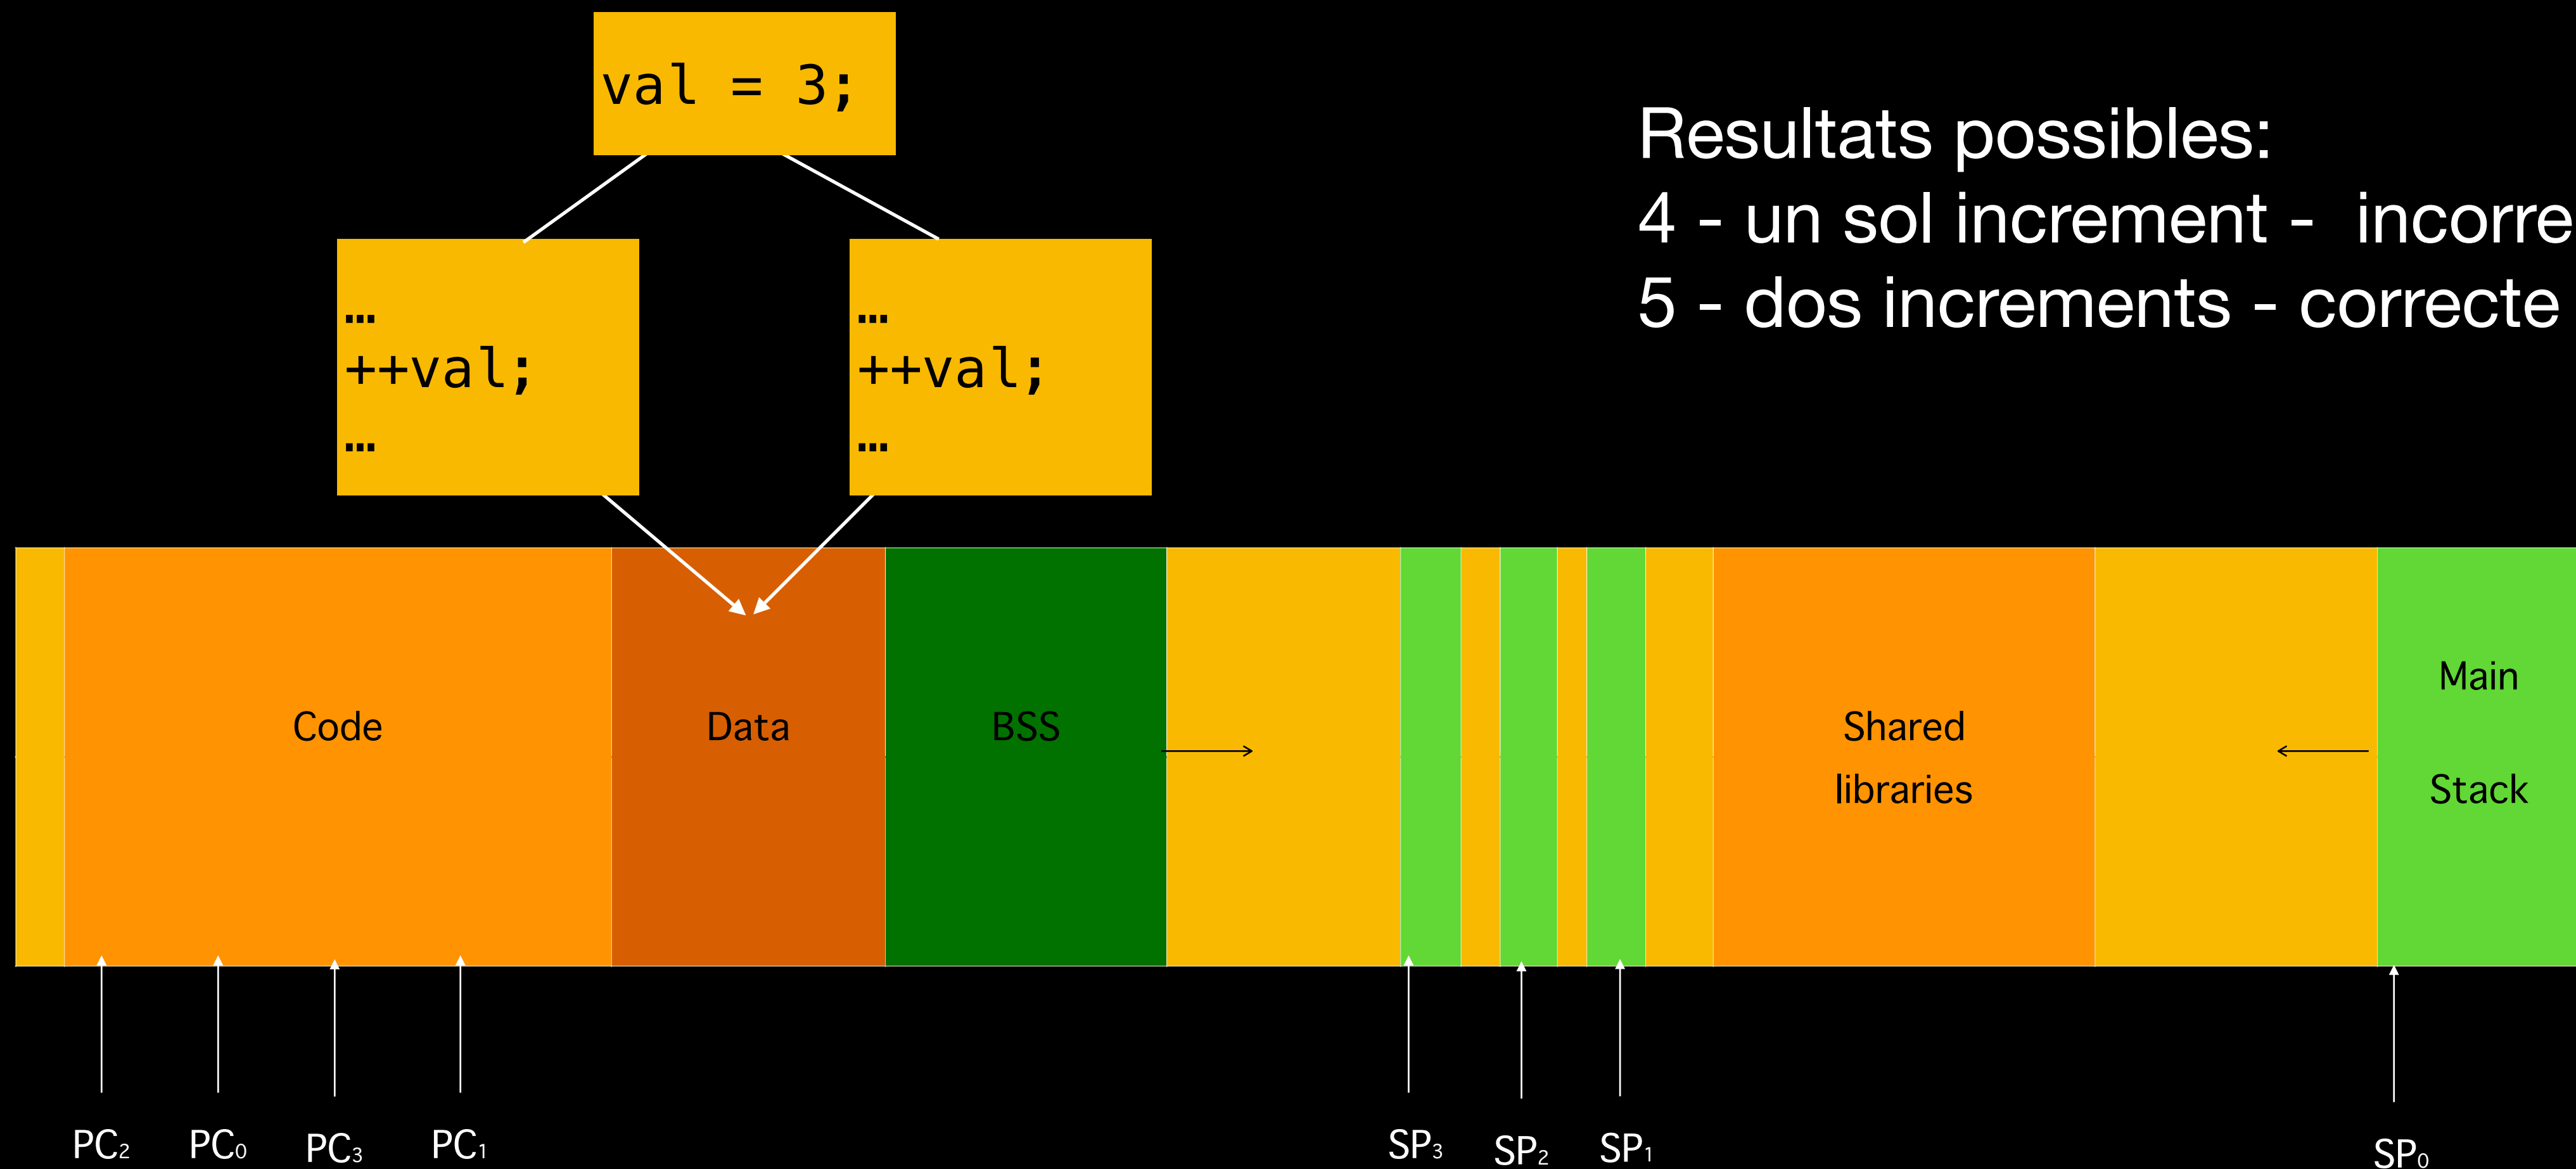 val = 3;
Resultats possibles:
4 - un sol increment - incorre
5 - dos increments - correcte
…
++val;
…
…
++val;
…
Code
Data
BSS
Shared
libraries
Main
Stack
PC₂
PC₀
PC₃
PC₁
SP₃
SP₂
SP₁
SP₀